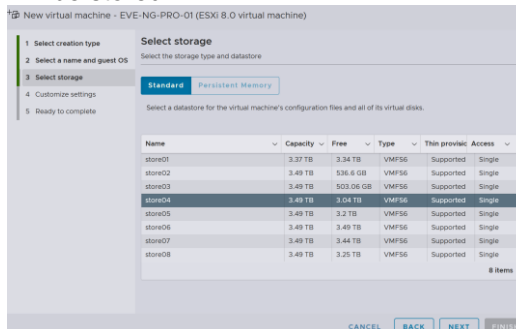 New virtual machine - EVE-NG-PRO-01 (ESXi 8.0 virtual machine)
1 Select creation type
2 Select a name and guest OS
3 Select storage
4 Customize settings
5 Ready to complete
Select storage
Select the storage type and datastore
Standard Persistent Memory
Select a datastore for the virtual machine's configuration files and all of its virtual disks.
Name Capacity Free Type Thin provisic Access
store01 3.37 TB 3.34 TB VMFS6 Supported Single
store02 3.49 TB 536.6 GB VMFS6 Supported Single
store03 3.49 TB 503.06 GB VMFS6 Supported Single
store04 3.49 TB 3.04 TB VMFS6 Supported Single
store05 3.49 TB 3.2 TB VMFS6 Supported Single
store06 3.49 TB 3.49 TB VMFS6 Supported Single
store07 3.49 TB 3.44 TB VMFS6 Supported Single
store08 3.49 TB 3.25 TB VMFS6 Supported Single
8 items
CANCEL BACK NEXT FINISH